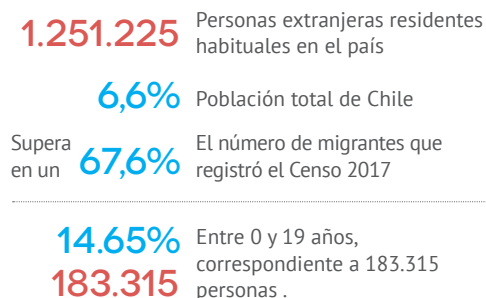 1.251.225 Personas extranjeras residentes
habituales en el país
6,6% Población total de Chile
Supera
en un 67,6% El número de migrantes que
registró el Censo 2017
14.65% Entre 0 y 19 años,
183.315 correspondiente a 183.315
personas .